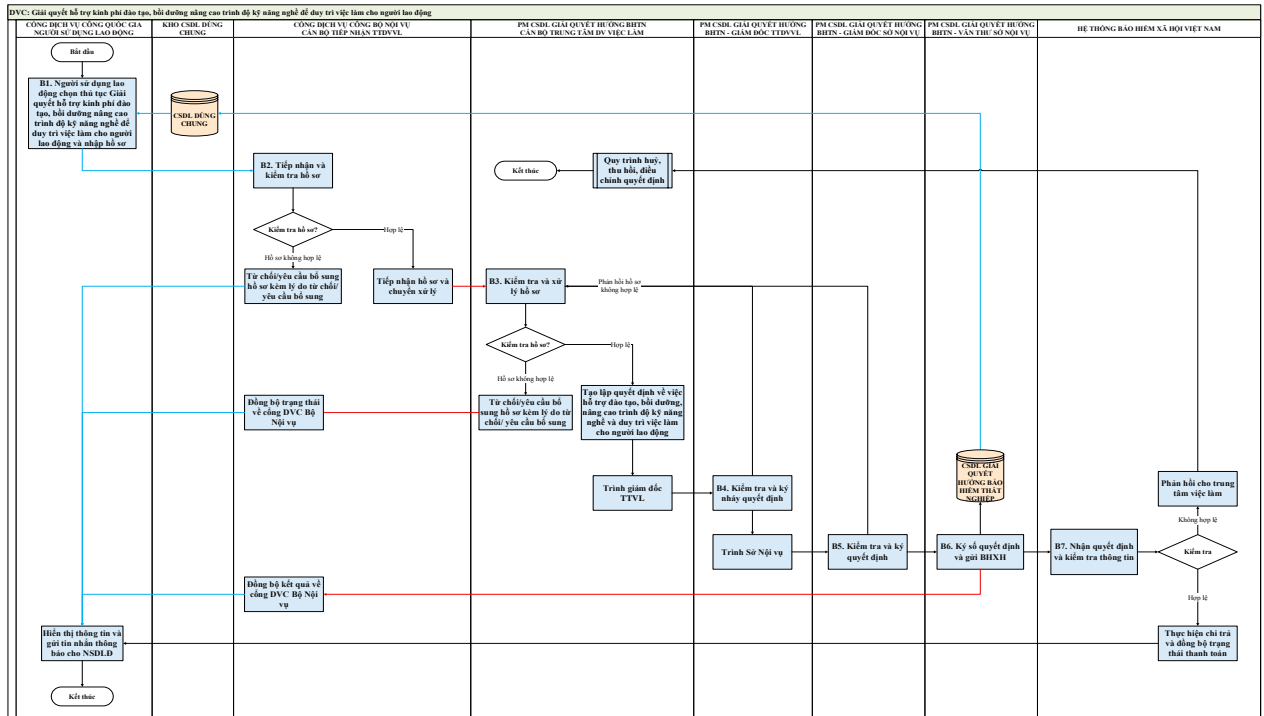 DVC: Giải quyết hỗ trợ kinh phí đào tạo, bồi dưỡng nâng cao trình độ kỹ năng nghề để duy trì việc làm cho người lao động
CỔNG DỊCH VỤ CÔNG QUỐC GIA
NGƯỜI SỬ DỤNG LAO ĐỘNG
KHO CSDL DÙNG
CHUNG
CỔNG DỊCH VỤ CÔNG BỘ NỘI VỤ
CÁN BỘ TIẾP NHẬN TTDVVL
PM CSDL GIẢI QUYẾT HƯỞNG BHTN
CÁN BỘ TRUNG TÂM DV VIỆC LÀM
PM CSDL GIẢI QUYẾT HƯỞNG
BHTN - GIÁM ĐỐC TTDVVL
PM CSDL GIẢI QUYẾT HƯỞNG
BHTN - GIÁM ĐỐC SỞ NỘI VỤ
PM CSDL GIẢI QUYẾT HƯỞNG
BHTN - VĂN THƯ SỞ NỘI VỤ
HỆ THỐNG BẢO HIỂM XÃ HỘI VIỆT NAM
Bắt đầu
B1. Người sử dụng lao
động chọn thủ tục Giải
quyết hỗ trợ kinh phí đào
tạo, bồi dưỡng nâng cao
trình độ kỹ năng nghề để
duy trì việc làm cho người
lao động và nhập hồ sơ
CSDL DÙNG
CHUNG
B2. Tiếp nhận và
kiểm tra hồ sơ
Kết thúc
Quy trình huỷ,
thu hồi, điều
chỉnh quyết định
Kiểm tra hồ sơ?
Hợp lệ
Hồ sơ không hợp lệ
Từ chối/yêu cầu bổ sung
hồ sơ kèm lý do từ chối/
yêu cầu bổ sung
Tiếp nhận hồ sơ và
chuyển xử lý
B3. Kiểm tra và xử
lý hồ sơ
Phản hồi hồ sơ
không hợp lệ
Kiểm tra hồ sơ?
Hợp lệ
Hồ sơ không hợp lệ
Đồng bộ trạng thái
về cổng DVC Bộ
Nội vụ
Từ chối/yêu cầu bổ
sung hồ sơ kèm lý do từ
chối/ yêu cầu bổ sung
Tạo lập quyết định về việc
hỗ trợ đào tạo, bồi dưỡng,
nâng cao trình độ kỹ năng
nghề và duy trì việc làm
cho người lao động
Trình giám đốc
TTVL
B4. Kiểm tra và ký
nháy quyết định
CSDL GIẢI
QUYẾT
HƯỞNG BẢO
HIỂM THẤT
NGHIỆP
Phản hồi cho trung
tâm việc làm
Không hợp lệ
Trình Sở Nội vụ
B5. Kiểm tra và ký
quyết định
B6. Ký số quyết định
và gửi BHXH
B7. Nhận quyết định
và kiểm tra thông tin
Kiểm tra
Hợp lệ
Đồng bộ kết quả về
cổng DVC Bộ Nội
vụ
Hiển thị thông tin và
gửi tin nhắn thông
báo cho NSDLĐ
Thực hiện chi trả
và đồng bộ trạng
thái thanh toán
Kết thúc